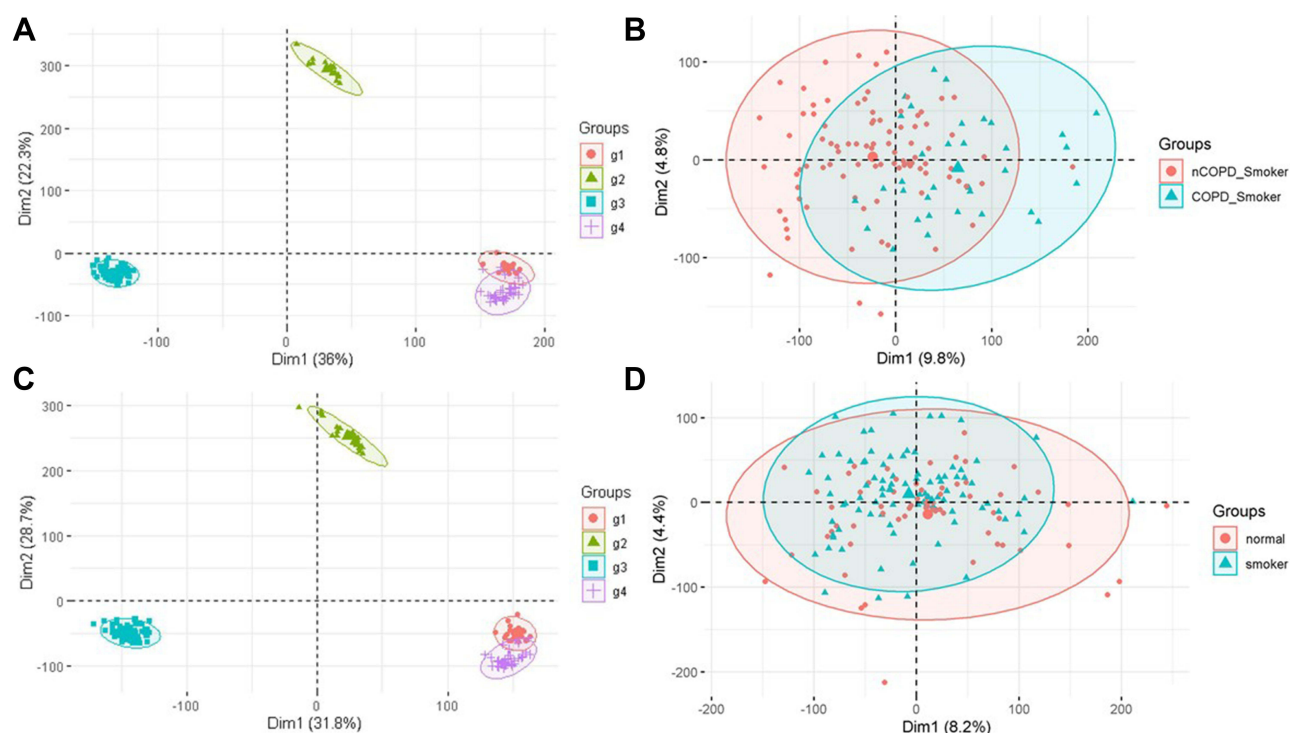 A
300
200
100
0
-100
Dim2 (22.3%)
-100
0
100
200
Dim1 (36%)
Groups
g1
g2
g3
g4
B
100
0
-100
Dim2 (4.8%)
-100
0
100
200
Dim1 (9.8%)
Groups
nCOPD_Smoker
COPD_Smoker
C
300
200
100
0
-100
Dim2 (28.7%)
-100
0
100
Dim1 (31.8%)
Groups
g1
g2
g3
g4
D
100
0
-100
-200
Dim2 (4.4%)
-200
-100
0
100
200
Dim1 (8.2%)
Groups
normal
smoker